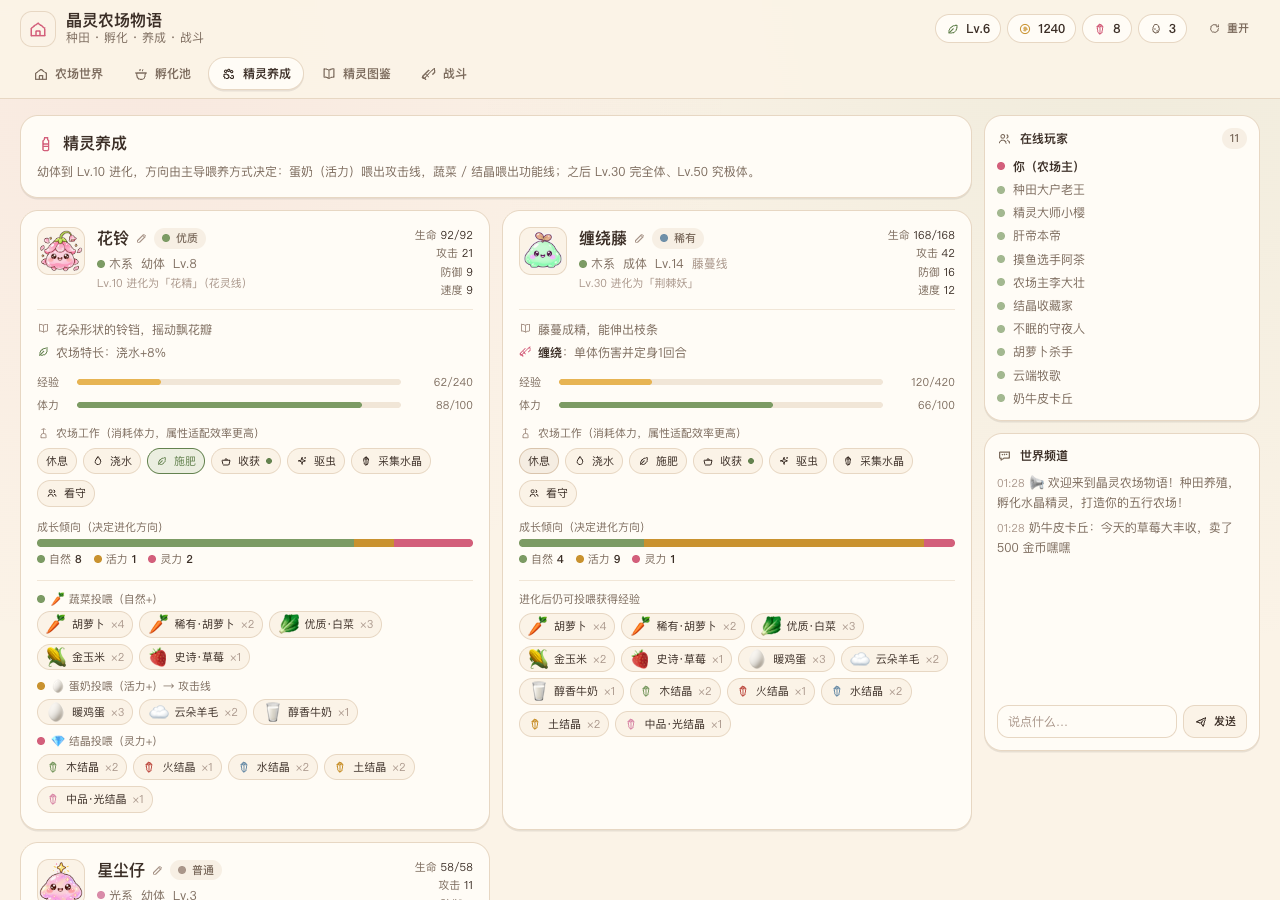 晶灵农场物语
种田 · 孵化 · 养成 · 战斗
Lv.6
1240
8
3
重开
农场世界
孵化池
精灵养成
精灵图鉴
战斗
精灵养成
幼体到 Lv.10 进化，方向由主导喂养方式决定：蛋奶（活力）喂出攻击线，蔬菜 / 结晶喂出功能线；之后 Lv.30 完全体、Lv.50 究极体。
花铃
优质
木系 幼体 Lv.8
Lv.10 进化为「花精」（花灵线）
生命 92/92
攻击 21
防御 9
速度 9
花朵形状的铃铛，摇动飘花瓣
农场特长：浇水+8%
经验 62/240
体力 88/100
农场工作（消耗体力，属性适配效率更高）
休息 浇水 施肥 收获 驱虫 采集水晶
看守
成长倾向（决定进化方向）
自然 8 活力 1 灵力 2
蔬菜投喂（自然+）
胡萝卜 ×4 稀有·胡萝卜 ×2 优质·白菜 ×3
金玉米 ×2 史诗·草莓 ×1
蛋奶投喂（活力+）→ 攻击线
暖鸡蛋 ×3 云朵羊毛 ×2 醇香牛奶 ×1
结晶投喂（灵力+）
木结晶 ×2 火结晶 ×1 水结晶 ×2 土结晶 ×2
中品·光结晶 ×1
缠绕藤
稀有
木系 成体 Lv.14 藤蔓线
Lv.30 进化为「荆棘妖」
生命 168/168
攻击 42
防御 16
速度 12
藤蔓成精，能伸出枝条
缠绕：单体伤害并定身1回合
经验 120/420
体力 66/100
农场工作（消耗体力，属性适配效率更高）
休息 浇水 施肥 收获 驱虫 采集水晶
看守
成长倾向（决定进化方向）
自然 4 活力 9 灵力 1
进化后仍可投喂获得经验
胡萝卜 ×4 稀有·胡萝卜 ×2 优质·白菜 ×3
金玉米 ×2 史诗·草莓 ×1 暖鸡蛋 ×3 云朵羊毛 ×2
醇香牛奶 ×1 木结晶 ×2 火结晶 ×1 水结晶 ×2
土结晶 ×2 中品·光结晶 ×1
星尘仔
普通
光系 幼体 Lv.3
生命 58/58
攻击 11
在线玩家
11
你（农场主）
种田大户老王
精灵大师小樱
肝帝本帝
摸鱼选手阿茶
农场主李大壮
结晶收藏家
不眠的守夜人
胡萝卜杀手
云端牧歌
奶牛皮卡丘
世界频道
01:28 欢迎来到晶灵农场物语！种田养殖，
孵化水晶精灵，打造你的五行农场！
01:28 奶牛皮卡丘：今天的草莓大丰收，卖了
500 金币嘿嘿
说点什么…
发送